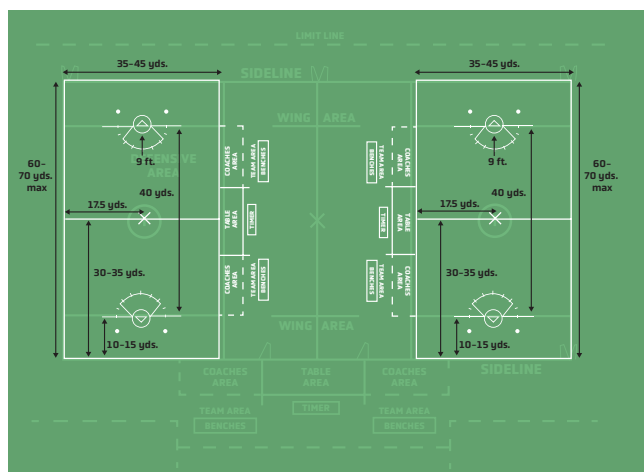 LIMIT LINE
35–45 yds.
35–45 yds.
SIDELINE
WING AREA
DEFENSIVE
AREA
9 ft.
9 ft.
COACHES
AREA
TEAM AREA
BENCHES
BENCHES
TEAM AREA
COACHES
AREA
60–
70 yds.
max
60–
70 yds.
max
40 yds.
40 yds.
17.5 yds.
17.5 yds.
TABLE
AREA
TIMER
TIMER
TABLE
AREA
30–35 yds.
30–35 yds.
COACHES
AREA
TEAM AREA
BENCHES
BENCHES
TEAM AREA
COACHES
AREA
WING AREA
10–15 yds.
10–15 yds.
SIDELINE
COACHES
AREA
TABLE
AREA
COACHES
AREA
TIMER
TEAM AREA
BENCHES
TEAM AREA
BENCHES